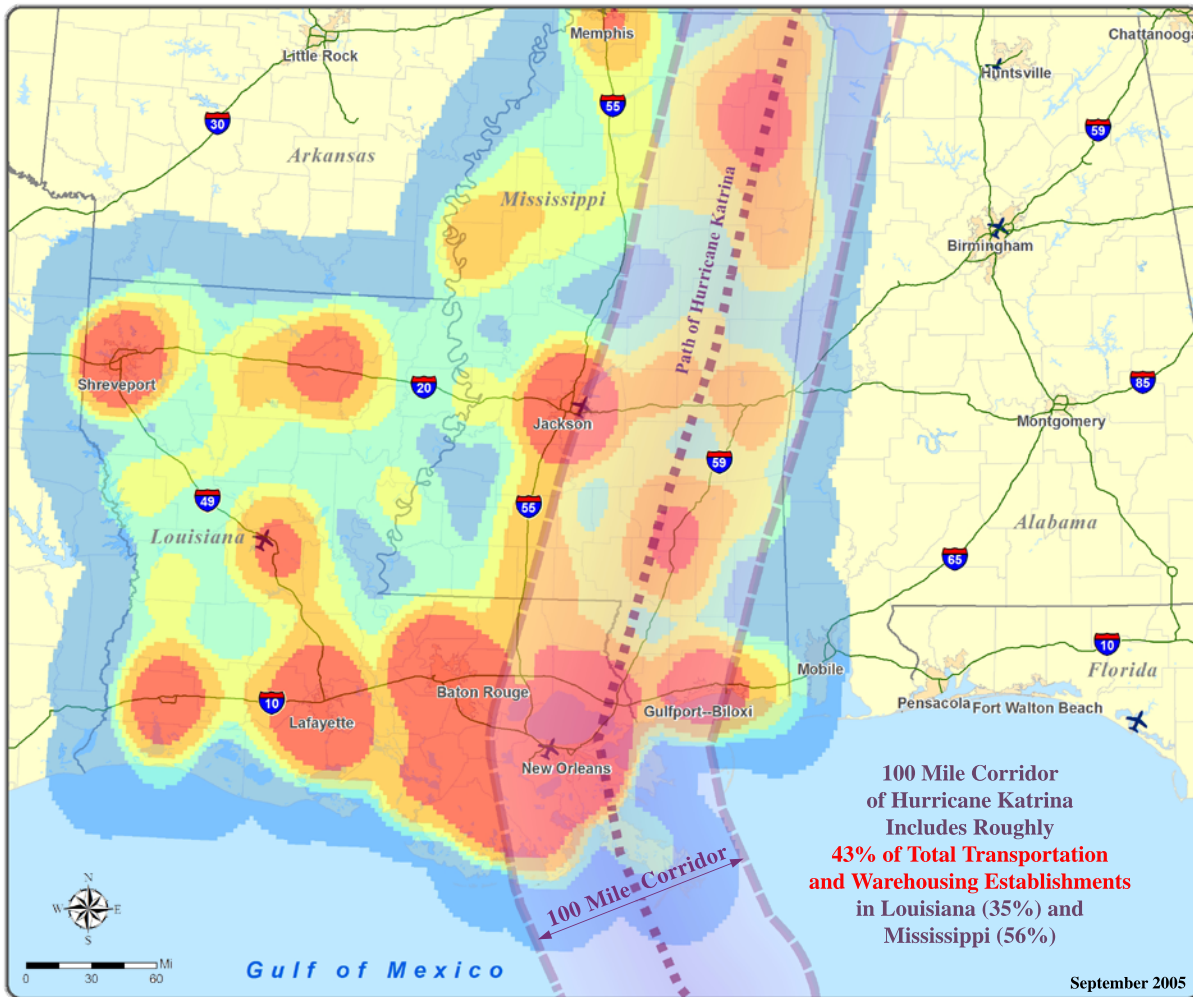 Memphis
Little Rock
Chattanooga
Huntsville
55
30
59
Arkansas
Mississippi
Path of Hurricane Katrina
Birmingham
Shreveport
20
85
Jackson
Montgomery
59
49
55
Louisiana
Alabama
65
10
Florida
Mobile
Baton Rouge
10
Lafayette
Gulfport--Biloxi
Pensacola
Fort Walton Beach
New Orleans
100 Mile Corridor
of Hurricane Katrina
Includes Roughly
43% of Total Transportation
and Warehousing Establishments
in Louisiana (35%) and
Mississippi (56%)
100 Mile Corridor
N
W E
S
Mi
0 30 60
Gulf of Mexico
September 2005